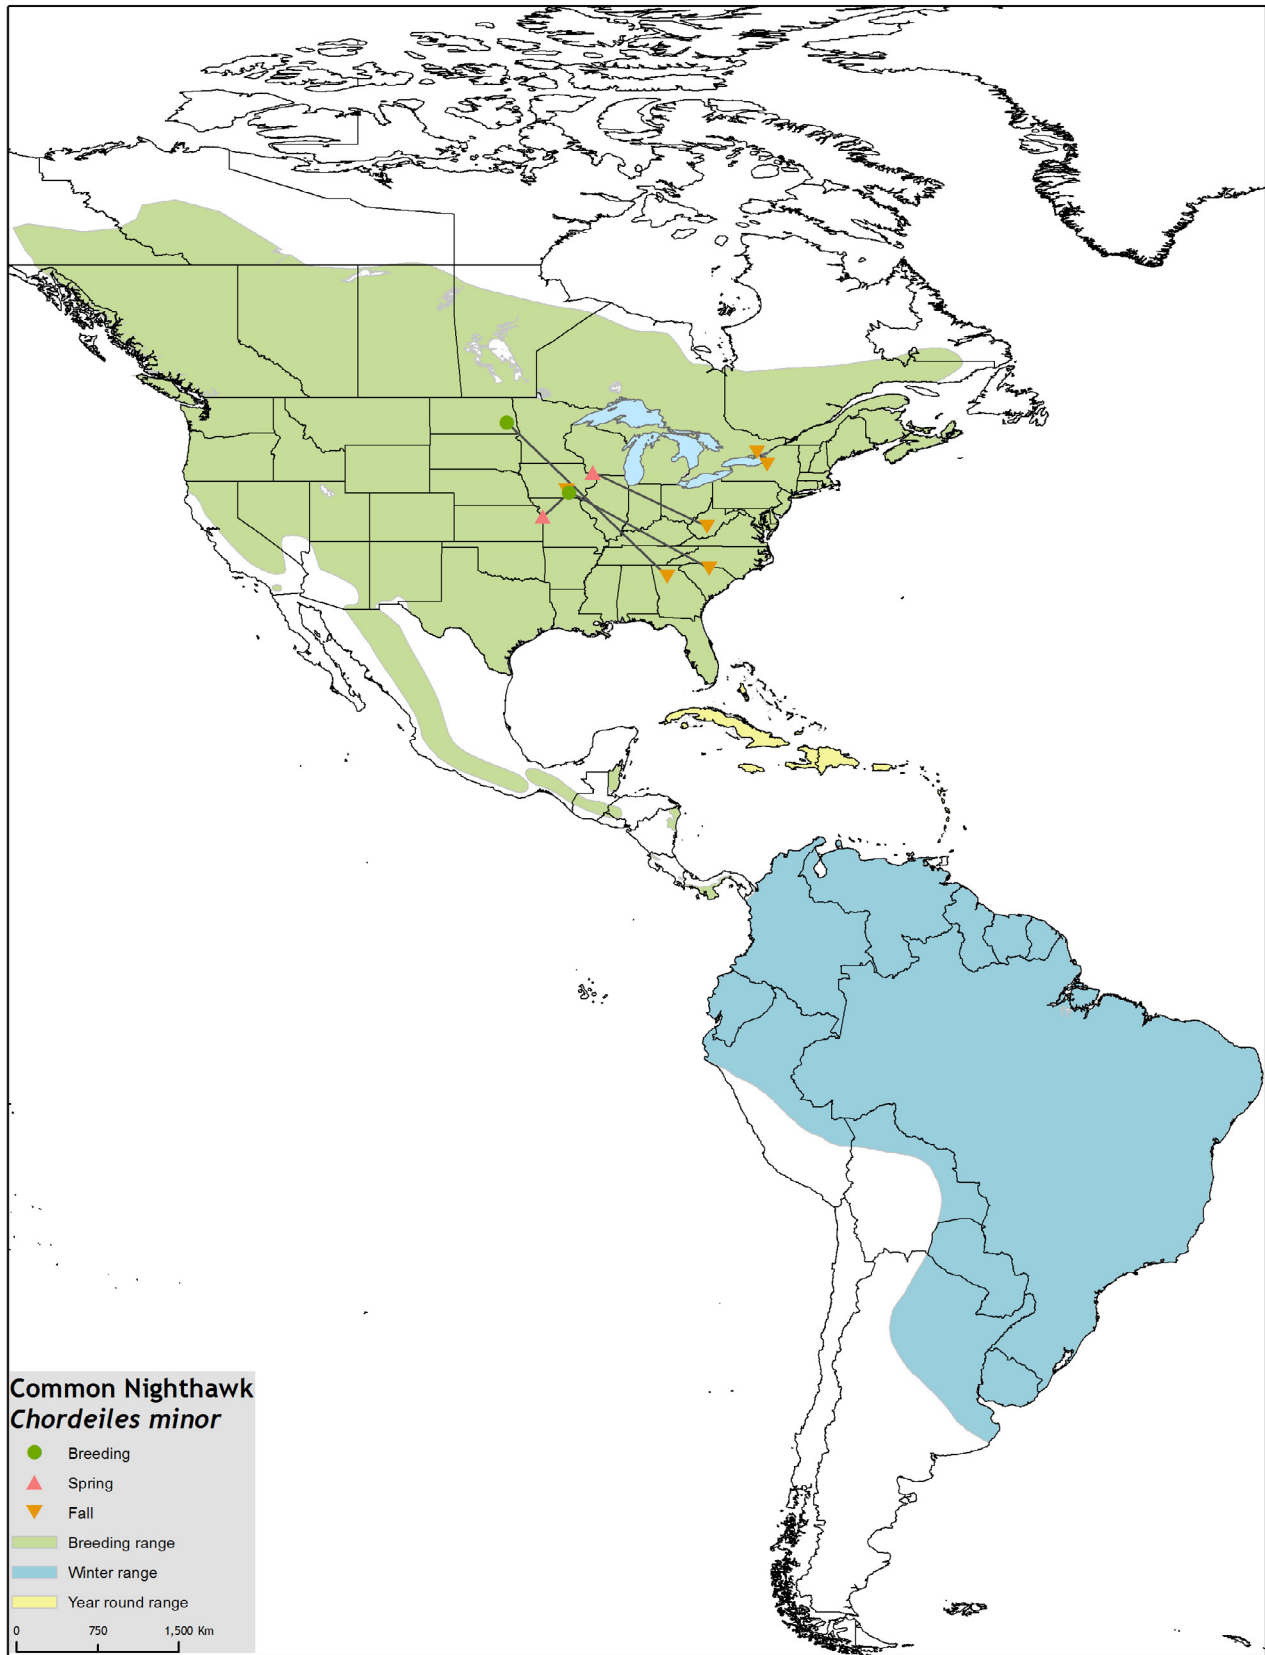 Common Nighthawk
Chordeiles minor
Breeding
Spring
Fall
Breeding range
Winter range
Year round range
0 750 1,500 Km